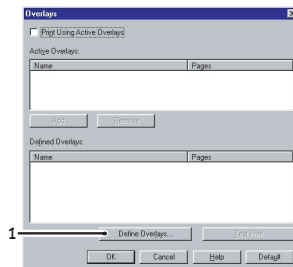 Overlays
Print Using Active Overlays
Active Overlays:
Name Pages
Add Remove
Defined Overlays:
Name Pages
1 Define Overlays... Test Print
OK Cancel Help Default